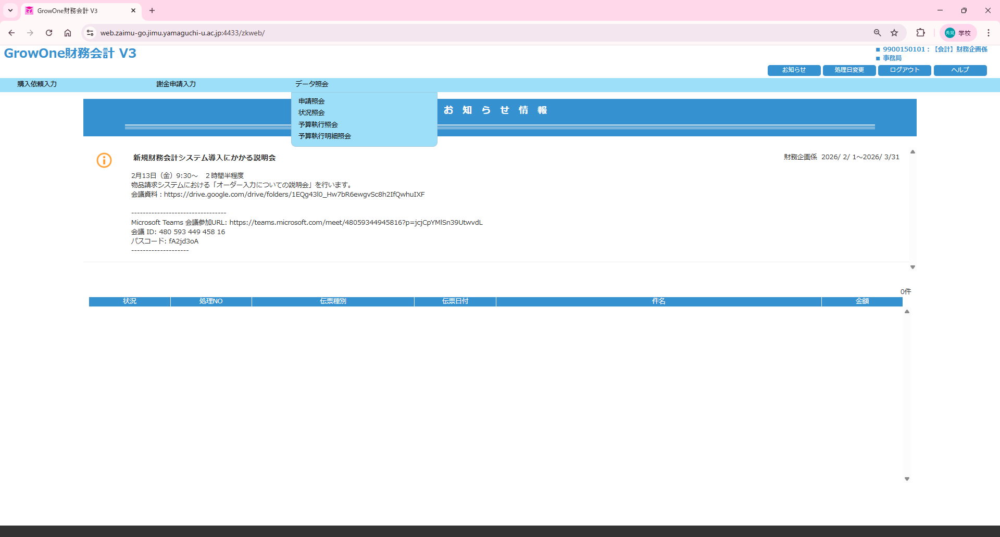 GrowOne財務会計 V3
web.zaimu-go.jimu.yamaguchi-u.ac.jp:4433/zkweb/
秀晃 学校
GrowOne財務会計 V3
■ 9900150101：【会計】財務企画係
■ 事務局
お知らせ 処理日変更 ログアウト ヘルプ
購入依頼入力 謝金申請入力 データ照会
申請照会
状況照会
予算執行照会
予算執行明細照会
お知らせ情報
新規財務会計システム導入にかかる説明会
財務企画係 2026/ 2/ 1～2026/ 3/31
2月13日（金）9:30～　２時間半程度
物品請求システムにおける「オーダー入力についての説明会」を行います。
会議資料：https://drive.google.com/drive/folders/1EQg43l0_Hw7bR6ewgvSc8h2IfQwhuIXF
---------------------------------
Microsoft Teams 会議参加URL: https://teams.microsoft.com/meet/48059344945816?p=jcjCpYMlSn39UtwvdL
会議 ID: 480 593 449 458 16
パスコード: fA2jd3oA
--------------------
0件
状況 処理NO 伝票種別 伝票日付 件名 金額